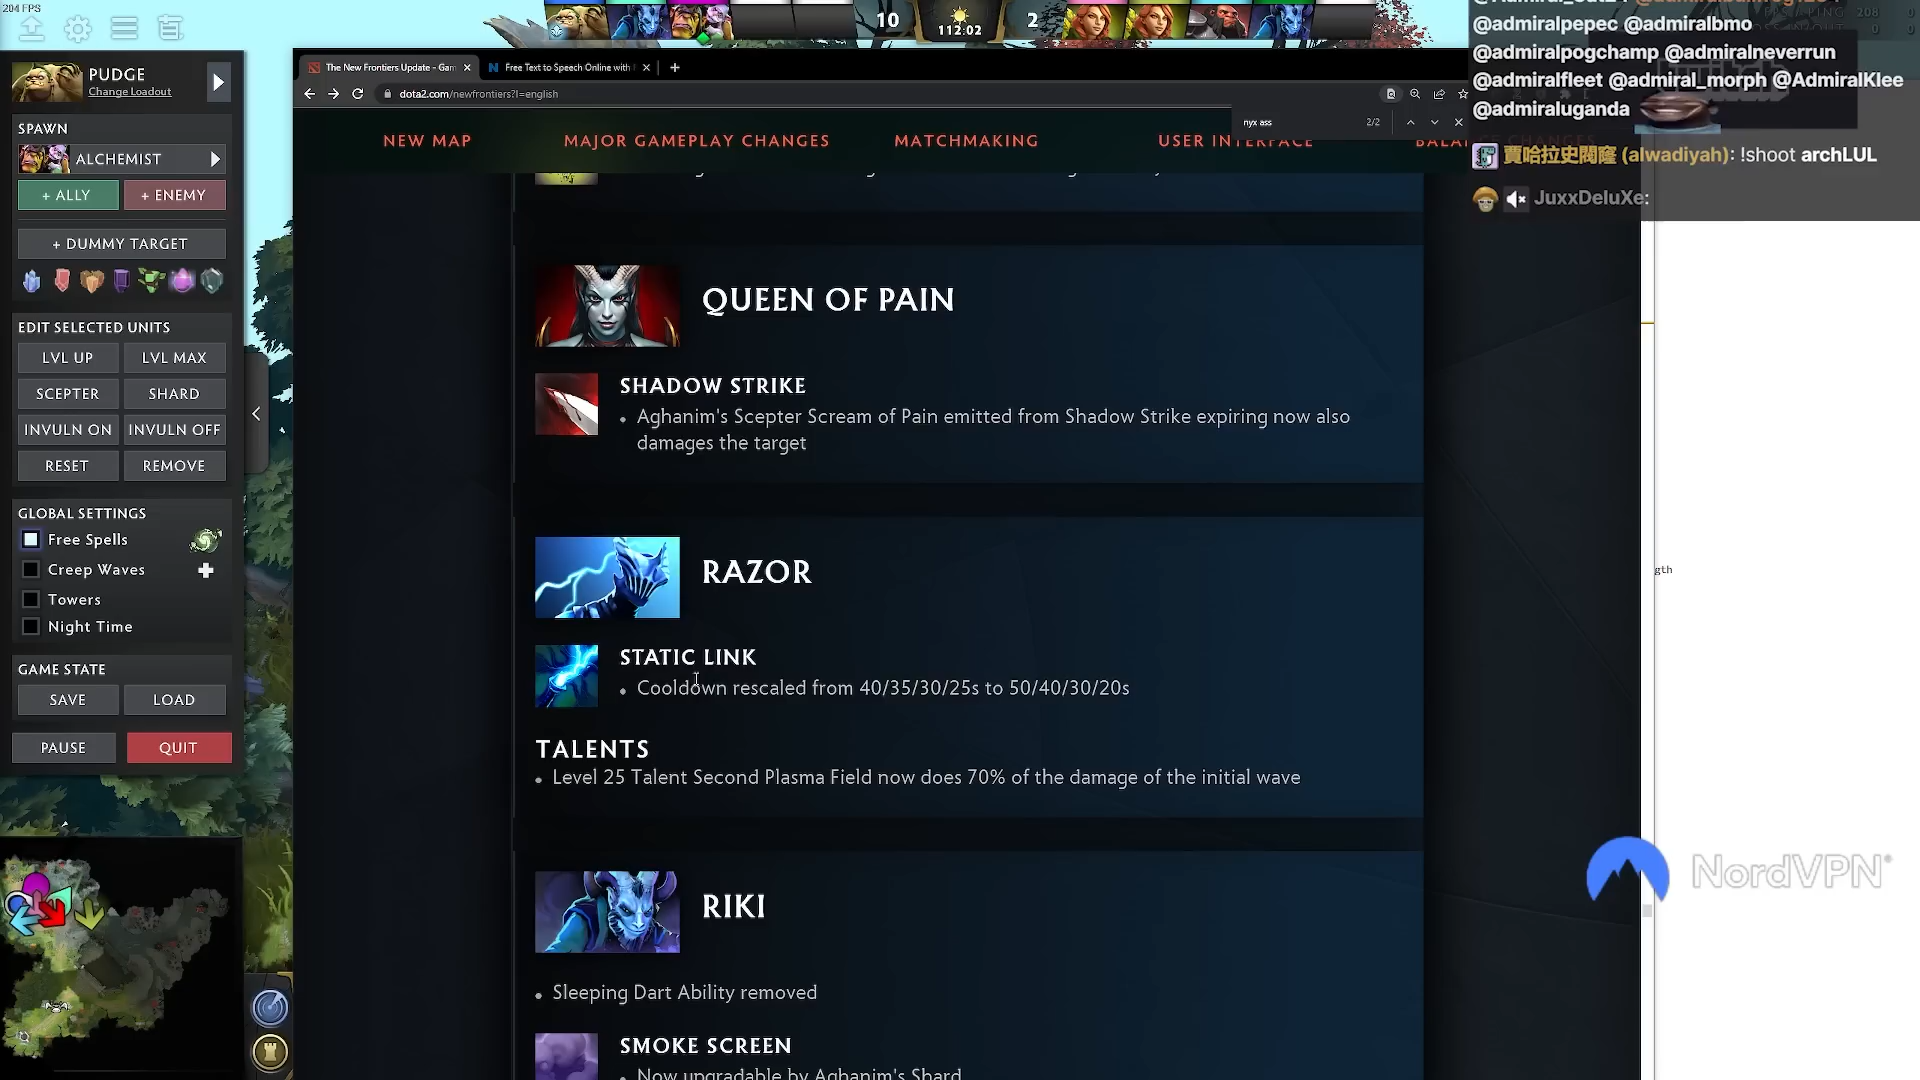 204 FPS
10
112:02
2
@admiralpepec @admiralbmo
@admiralpogchamp @admiralneverrun
@admiralfleet @admiral_morph @AdmiralKlee
@admiraluganda
(alwadiyah): !shoot archLUL
JuxxDeluXe:
PUDGE
Change Loadout
SPAWN
ALCHEMIST
+ ALLY
+ ENEMY
+ DUMMY TARGET
EDIT SELECTED UNITS
LVL UP
LVL MAX
SCEPTER
SHARD
INVULN ON
INVULN OFF
RESET
REMOVE
GLOBAL SETTINGS
Free Spells
Creep Waves
Towers
Night Time
GAME STATE
SAVE
LOAD
PAUSE
QUIT
The New Frontiers Update - Gam
Free Text to Speech Online with
dota2.com/newfrontiers?l=english
nyx ass
2/2
NEW MAP
MAJOR GAMEPLAY CHANGES
MATCHMAKING
USER INTERFACE
QUEEN OF PAIN
SHADOW STRIKE
• Aghanim's Scepter Scream of Pain emitted from Shadow Strike expiring now also
damages the target
RAZOR
STATIC LINK
• Cooldown rescaled from 40/35/30/25s to 50/40/30/20s
TALENTS
• Level 25 Talent Second Plasma Field now does 70% of the damage of the initial wave
RIKI
• Sleeping Dart Ability removed
SMOKE SCREEN
• Now upgradable by Aghanim's Shard
gth
NordVPN®